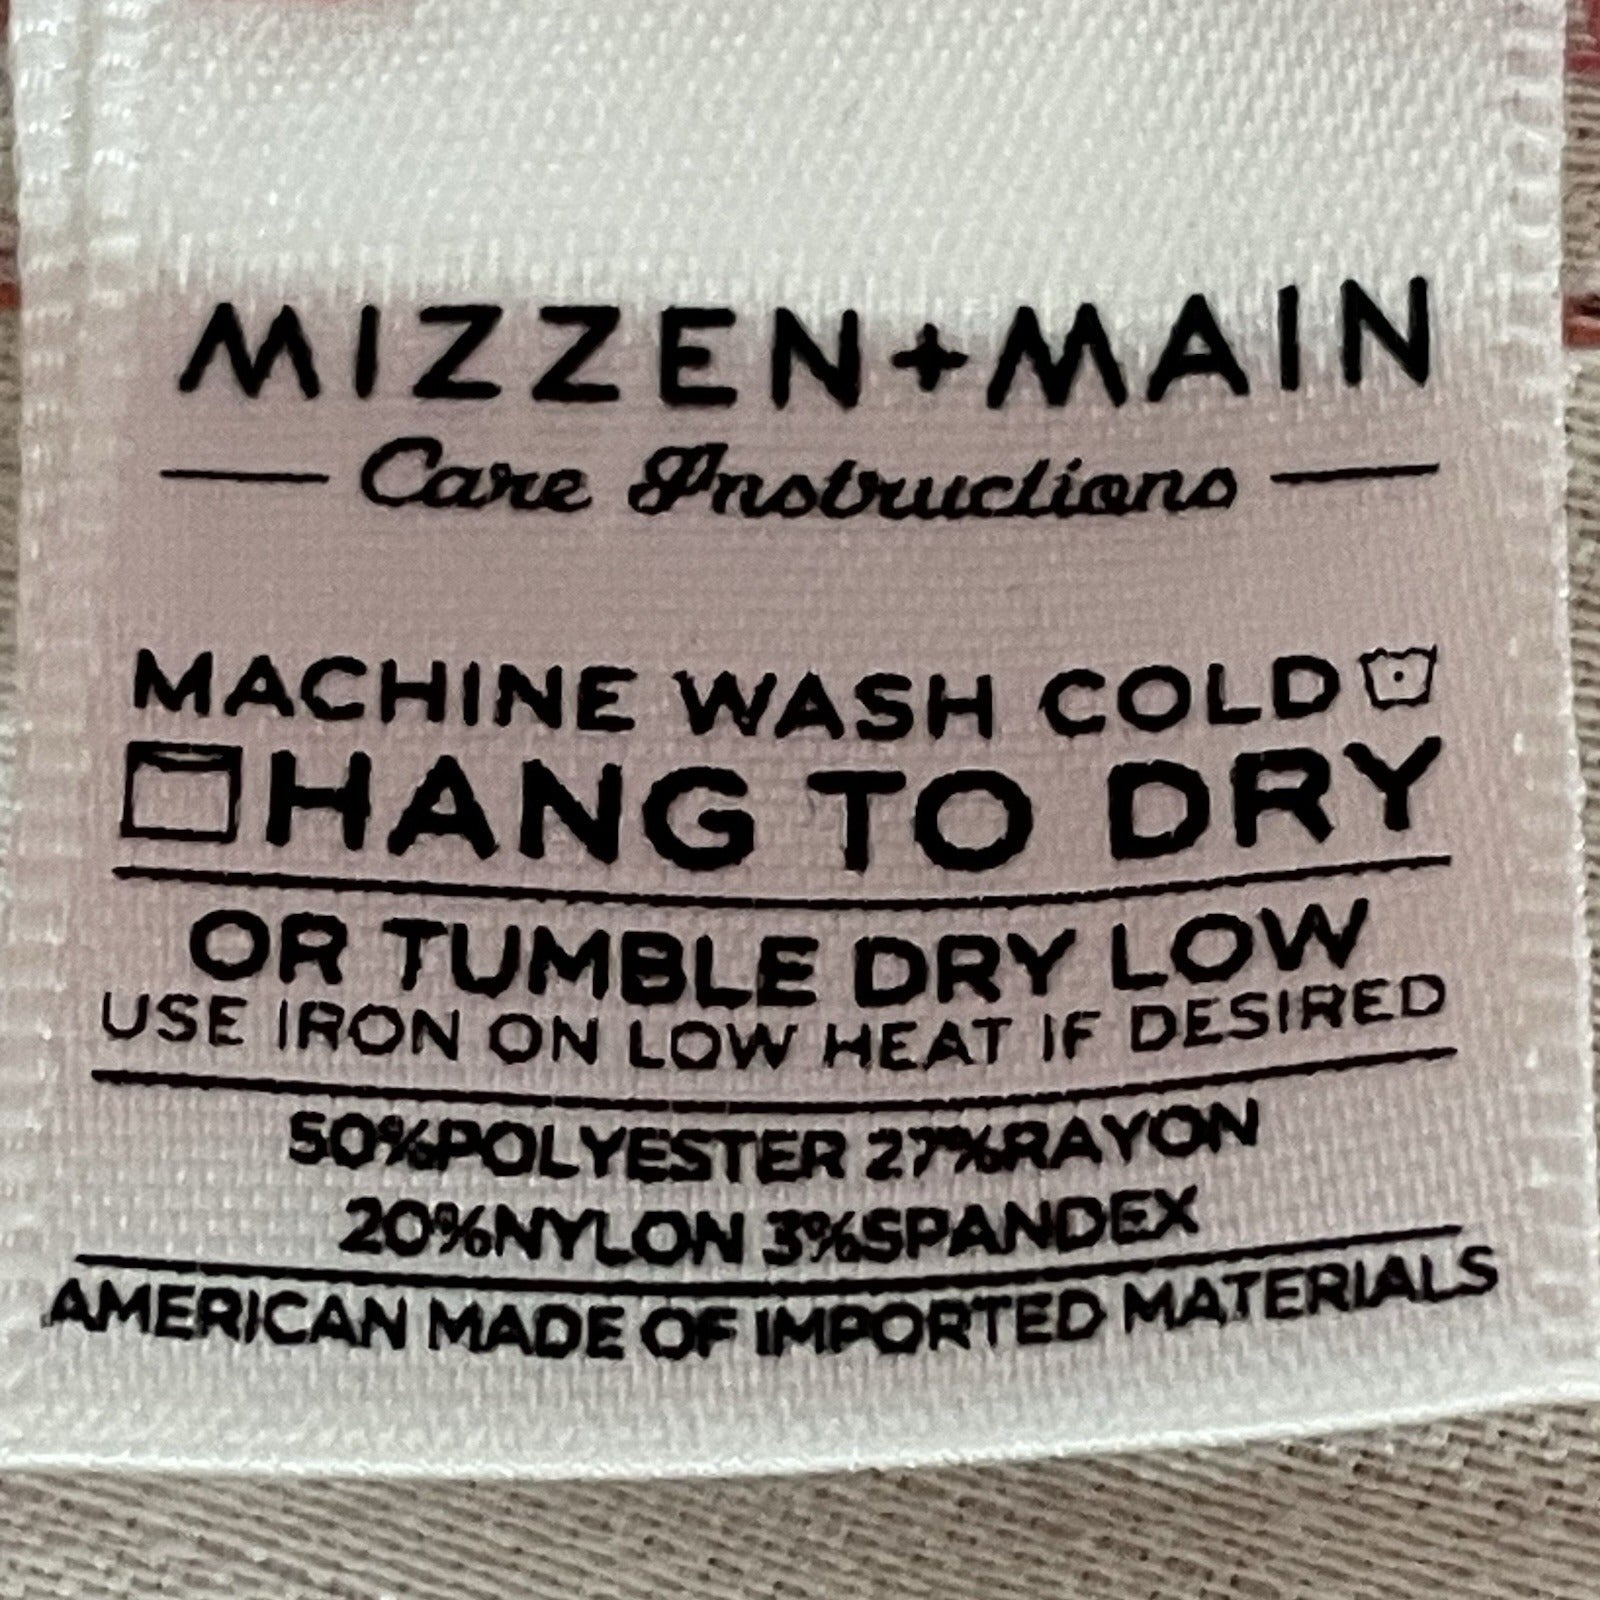 MIZZEN+MAIN
Care Instructions
MACHINE WASH COLD
HANG TO DRY
OR TUMBLE DRY LOW
USE IRON ON LOW HEAT IF DESIRED
50%POLYESTER 27%RAYON
20%NYLON 3%SPANDEX
AMERICAN MADE OF IMPORTED MATERIALS